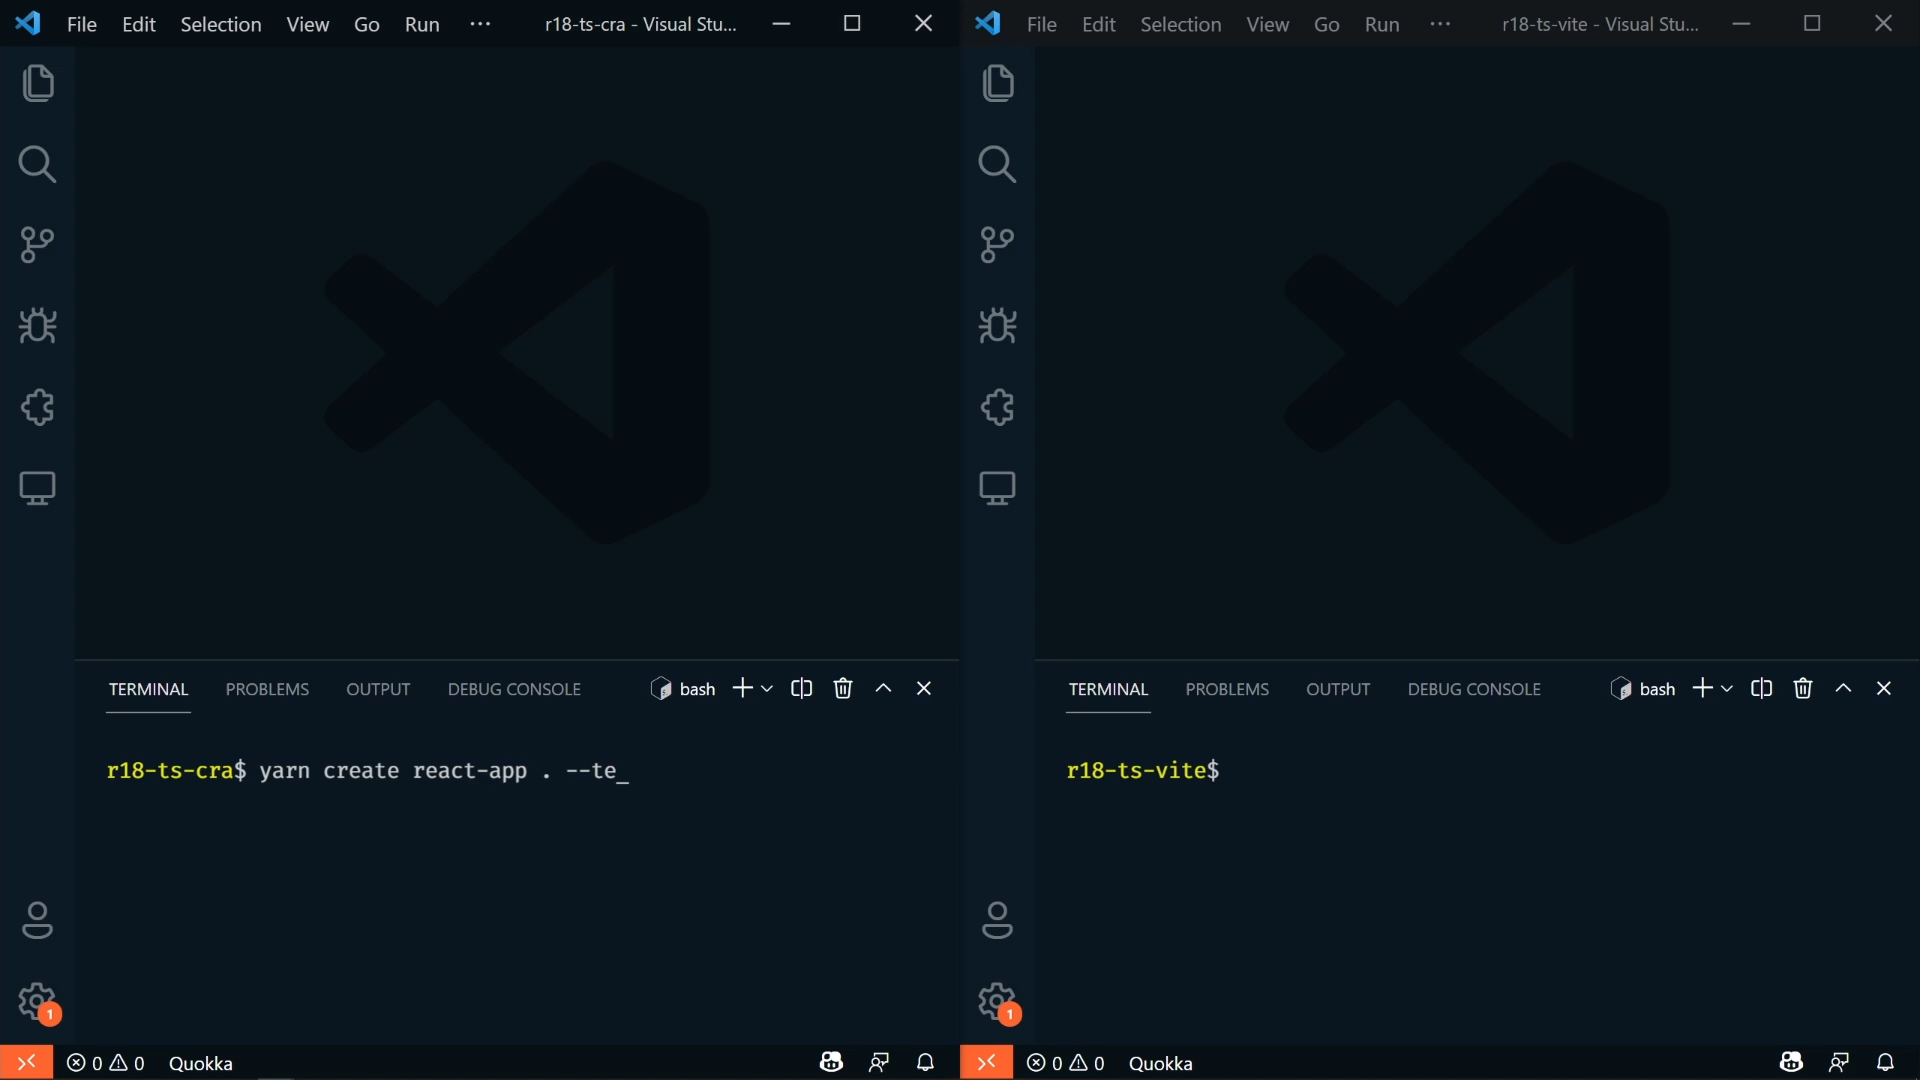 File Edit Selection View Go Run ··· r18-ts-cra - Visual Stu...
TERMINAL PROBLEMS OUTPUT DEBUG CONSOLE bash
r18-ts-cra$ yarn create react-app . --te_
1
0 0 Quokka
File Edit Selection View Go Run ··· r18-ts-vite - Visual Stu...
TERMINAL PROBLEMS OUTPUT DEBUG CONSOLE bash
r18-ts-vite$
1
0 0 Quokka